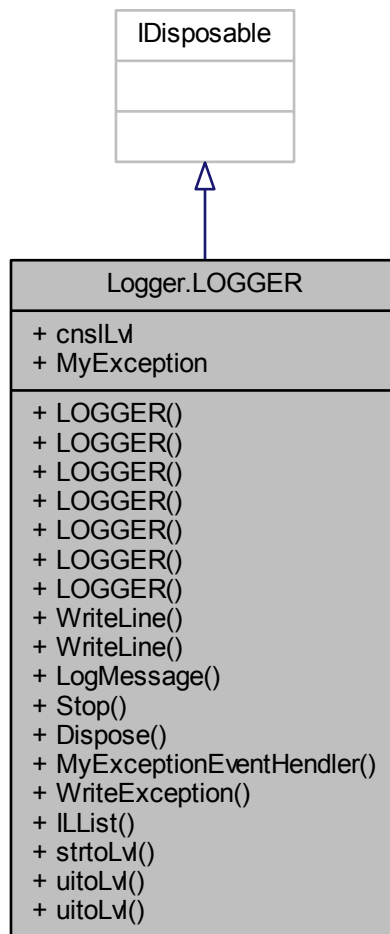 IDisposable
Logger.LOGGER
+ cnslLvl
+ MyException
+ LOGGER()
+ LOGGER()
+ LOGGER()
+ LOGGER()
+ LOGGER()
+ LOGGER()
+ LOGGER()
+ WriteLine()
+ WriteLine()
+ LogMessage()
+ Stop()
+ Dispose()
+ MyExceptionEventHendler()
+ WriteException()
+ ILList()
+ strtoLvl()
+ uitoLvl()
+ uitoLvl()